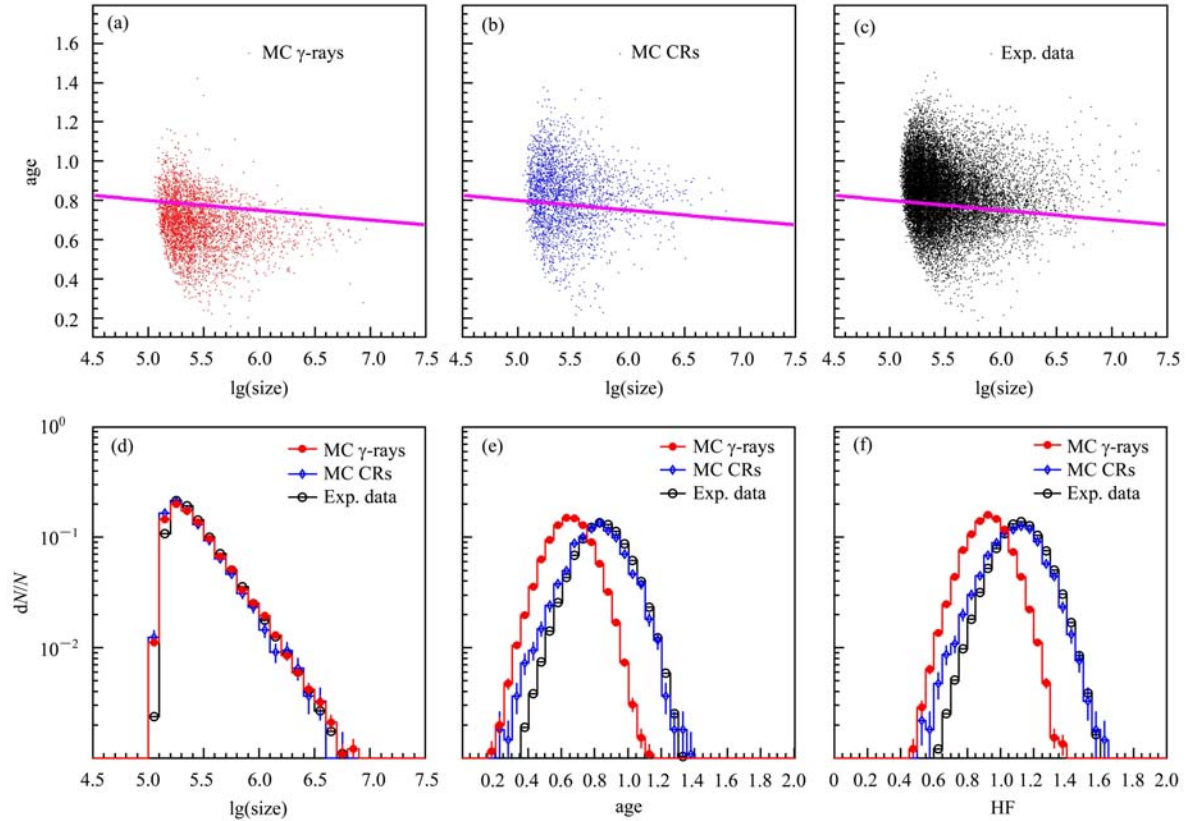 (a)
MC γ-rays
(b)
MC CRs
(c)
Exp. data
age
1.6
1.4
1.2
1.0
0.8
0.6
0.4
0.2
4.5 5.0 5.5 6.0 6.5 7.0 7.5
4.5 5.0 5.5 6.0 6.5 7.0 7.5
4.5 5.0 5.5 6.0 6.5 7.0 7.5
lg(size)
lg(size)
lg(size)
(d)
MC γ-rays
MC CRs
Exp. data
(e)
MC γ-rays
MC CRs
Exp. data
(f)
MC γ-rays
MC CRs
Exp. data
dN/N
10⁰
10⁻¹
10⁻²
4.5 5.0 5.5 6.0 6.5 7.0 7.5
0.2 0.4 0.6 0.8 1.0 1.2 1.4 1.6 2.0
0 0.2 0.4 0.6 0.8 1.0 1.2 1.4 1.6 1.8 2.0
lg(size)
age
HF